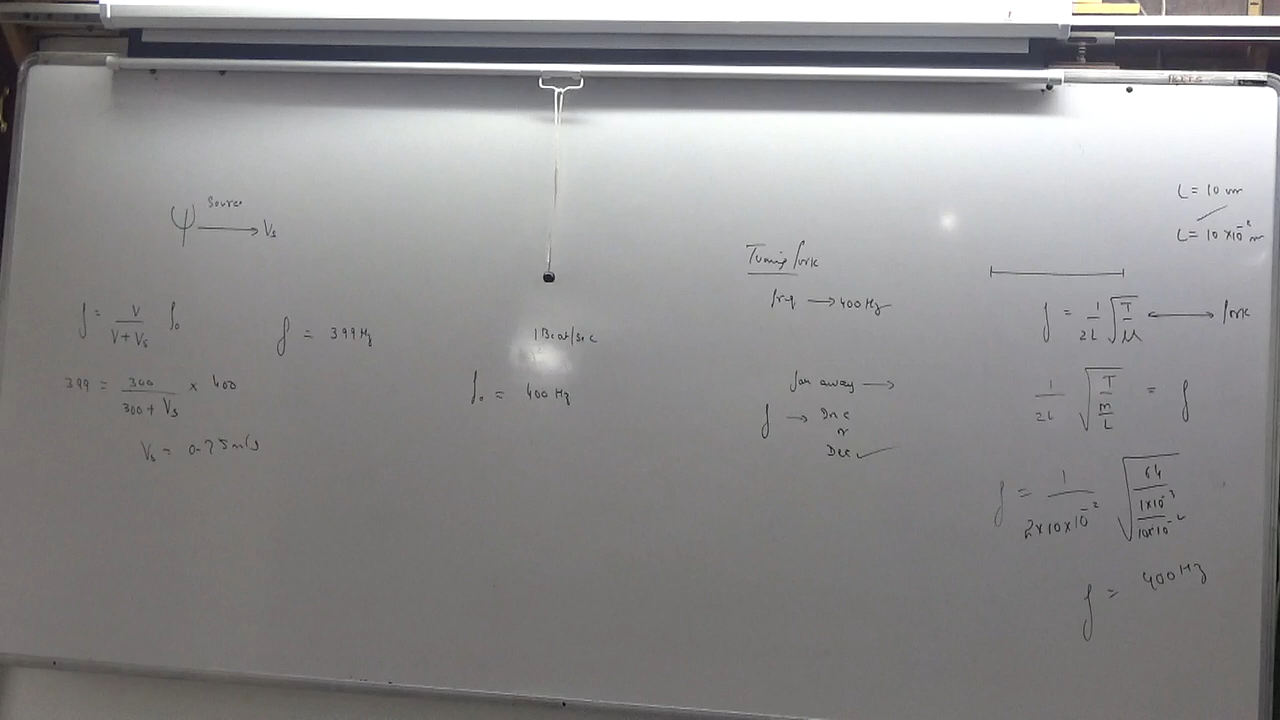 Source
Vs
f = V / V + Vs f₀
399 = 300 / 300 + Vs × 400
Vs = 0.75 m/s
f = 399 Hz
1 Beat/sec
f₀ = 400 Hz
Tuning fork
frq → 400 Hz
far away →
f → Inc
or
Dec ✓
L = 10 cm
L = 10 × 10⁻² m
f = 1 / 2L √(T / μ) ↔ fork
1 / 2L √(T / (m / L)) = f
f = 1 / 2×10×10⁻² √(64 / (1×10⁻³ / 10×10⁻²))
f = 400 Hz